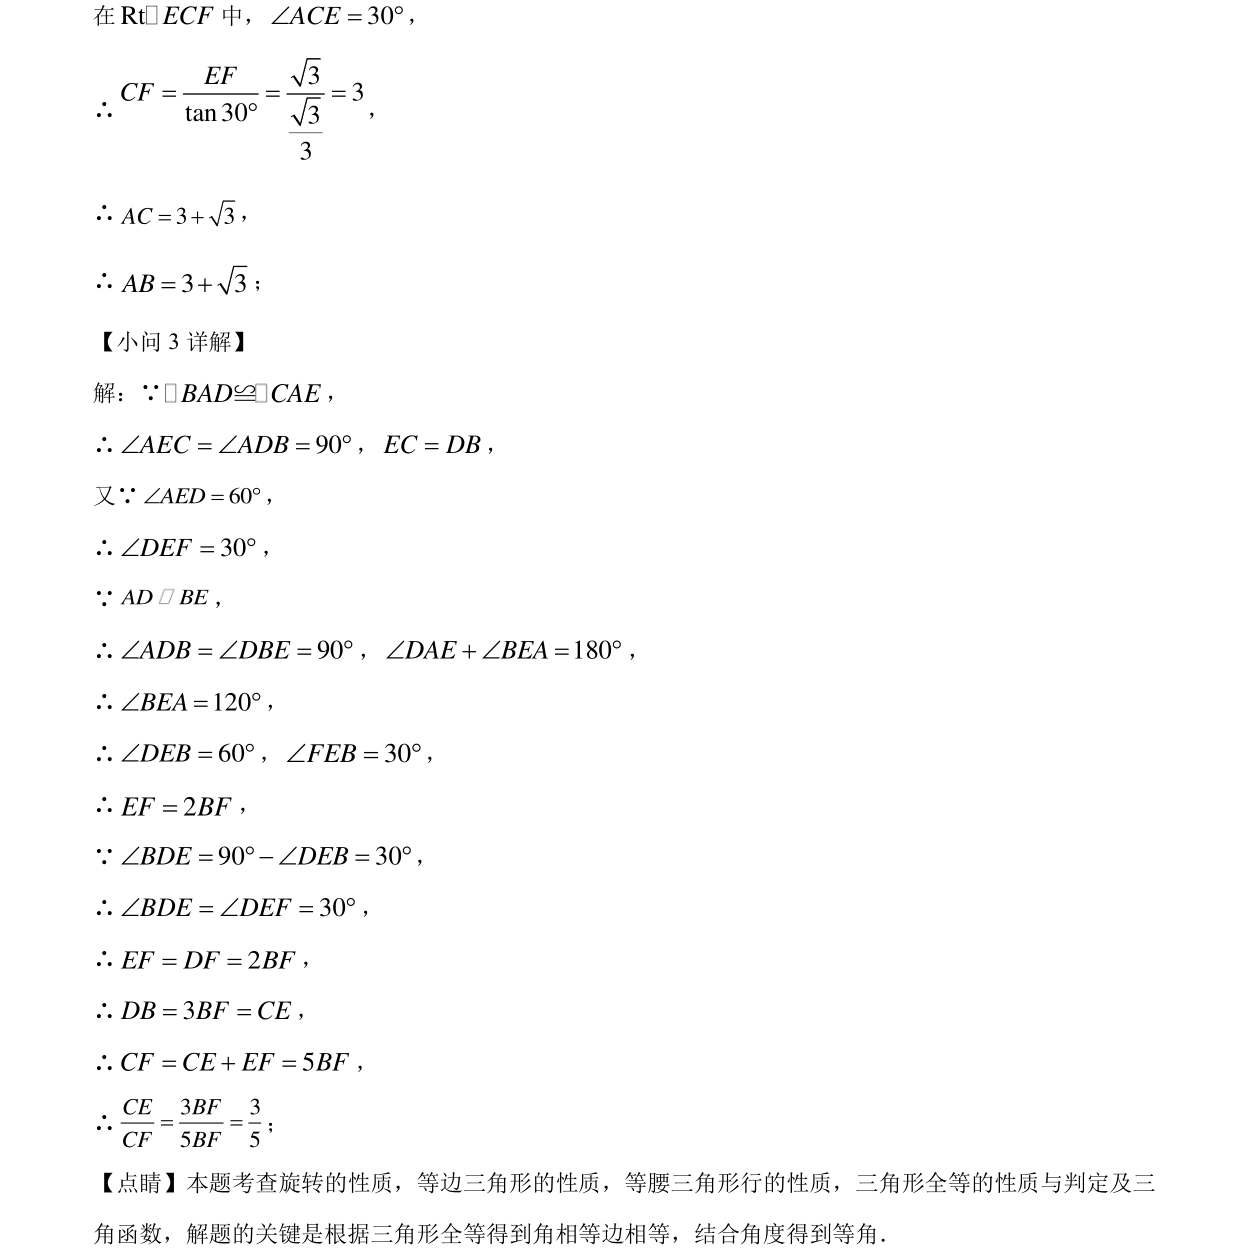 在 Rt□ECF 中，∠ACE = 30°，
∴ CF = EF/tan 30° = √3/(√3/3) = 3，
∴ AC = 3 + √3，
∴ AB = 3 + √3；
【小问 3 详解】
解：∵ □BAD≌□CAE，
∴ ∠AEC = ∠ADB = 90°，EC = DB，
又∵ ∠AED = 60°，
∴ ∠DEF = 30°，
∵ AD □ BE，
∴ ∠ADB = ∠DBE = 90°，∠DAE + ∠BEA = 180°，
∴ ∠BEA = 120°，
∴ ∠DEB = 60°，∠FEB = 30°，
∴ EF = 2BF，
∵ ∠BDE = 90° − ∠DEB = 30°，
∴ ∠BDE = ∠DEF = 30°，
∴ EF = DF = 2BF，
∴ DB = 3BF = CE，
∴ CF = CE + EF = 5BF，
∴ CE/CF = 3BF/5BF = 3/5；
【点睛】本题考查旋转的性质，等边三角形的性质，等腰三角形行的性质，三角形全等的性质与判定及三
角函数，解题的关键是根据三角形全等得到角相等边相等，结合角度得到等角．